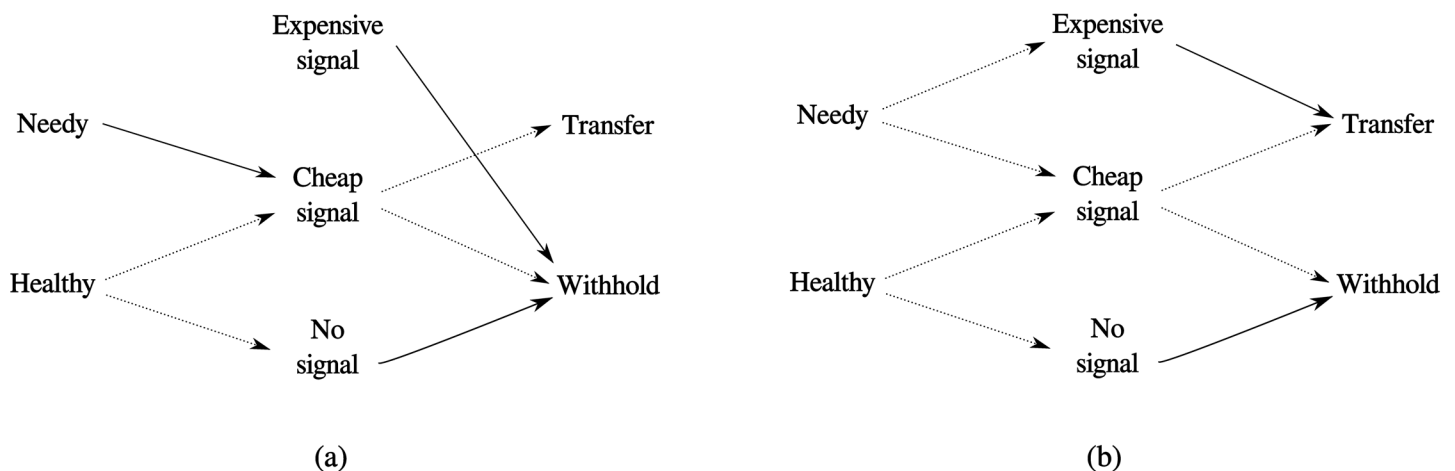 Expensive
signal
Needy
Transfer
Cheap
signal
Healthy
Withhold
No
signal
(a)
Expensive
signal
Needy
Transfer
Cheap
signal
Healthy
Withhold
No
signal
(b)